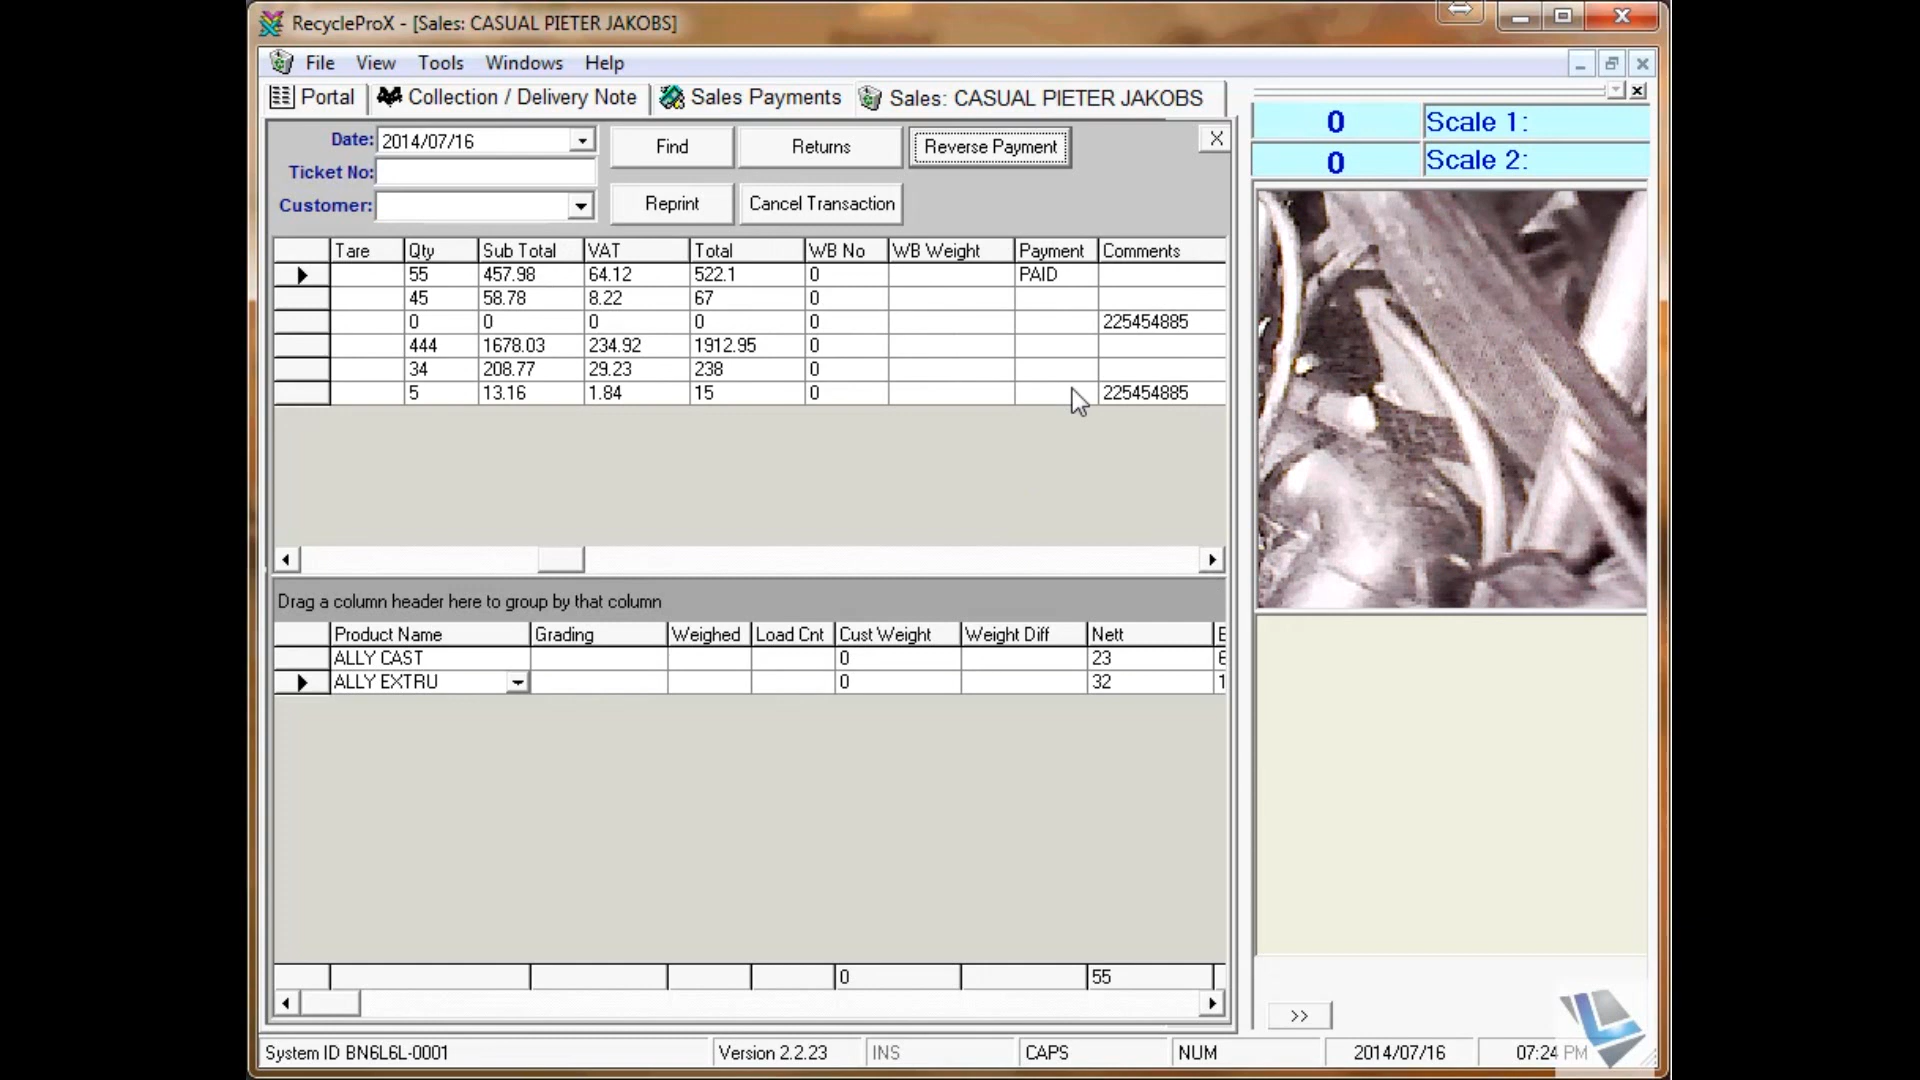 RecycleProX - [Sales: CASUAL PIETER JAKOBS]
File View Tools Windows Help
Portal Collection / Delivery Note Sales Payments Sales: CASUAL PIETER JAKOBS
Date: 2014/07/16 Find Returns Reverse Payment X
Ticket No:
Customer: Reprint Cancel Transaction
0 Scale 1:
0 Scale 2:
Tare Qty Sub Total VAT Total WB No WB Weight Payment Comments
55 457.98 64.12 522.1 0 PAID
45 58.78 8.22 67 0
0 0 0 0 0 225454885
444 1678.03 234.92 1912.95 0
34 208.77 29.23 238 0
5 13.16 1.84 15 0 225454885
Drag a column header here to group by that column
Product Name Grading Weighed Load Cnt Cust Weight Weight Diff Nett
ALLY CAST 0 23
ALLY EXTRU 0 32
0 55
>>
System ID BN6L6L-0001 Version 2.2.23 INS CAPS NUM 2014/07/16 07:24 PM